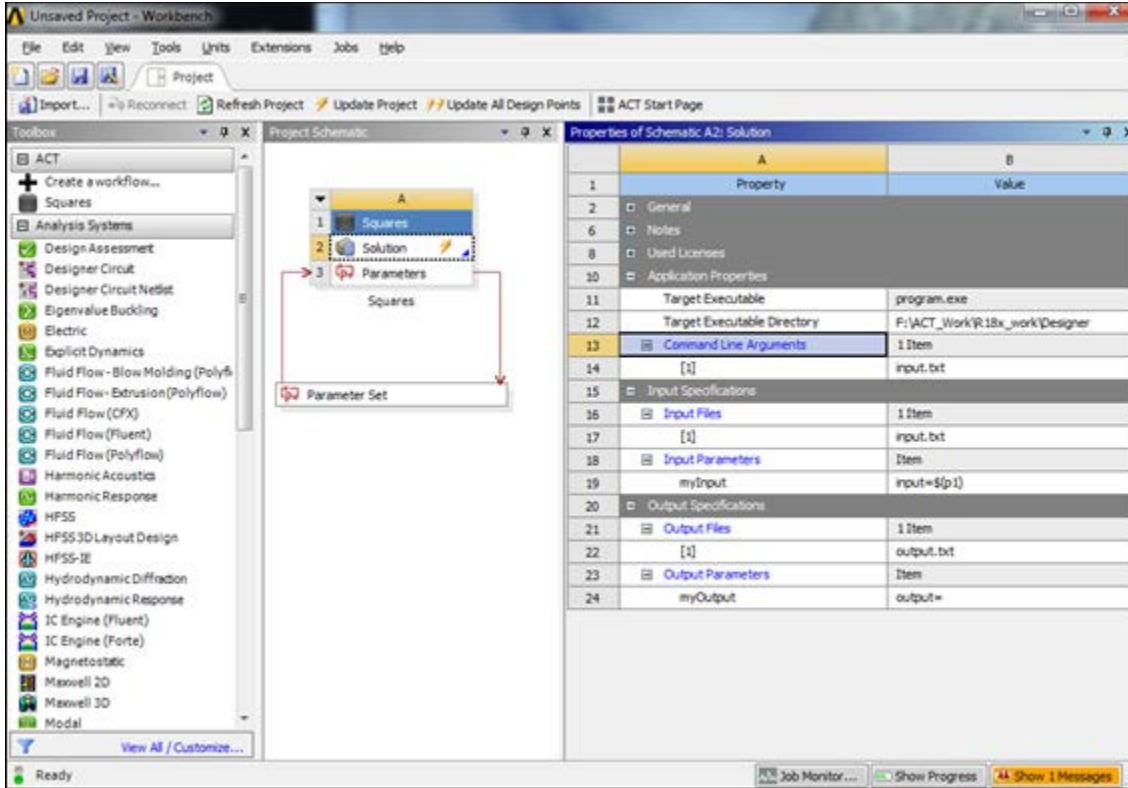 Unsaved Project - Workbench
File Edit View Tools Units Extensions Jobs Help
Project
Import... Reconnect Refresh Project Update Project Update All Design Points ACT Start Page
Toolbox
ACT
Create a workflow...
Squares
Analysis Systems
Design Assessment
Designer Circuit
Designer Circuit Netlist
Eigenvalue Buckling
Electric
Explicit Dynamics
Fluid Flow - Blow Molding (Polyfl
Fluid Flow - Extrusion (Polyflow)
Fluid Flow (CFX)
Fluid Flow (Fluent)
Fluid Flow (Polyflow)
Harmonic Acoustics
Harmonic Response
HFSS
HFSS 3D Layout Design
HFSS-IE
Hydrodynamic Diffraction
Hydrodynamic Response
IC Engine (Fluent)
IC Engine (Forte)
Magnetostatic
Maxwell 2D
Maxwell 3D
Modal
View All / Customize...
Project Schematic
A
1 Squares
2 Solution
3 Parameters
Squares
Parameter Set
Properties of Schematic A2: Solution
A B
1 Property Value
2 General
6 Notes
8 Used Licenses
10 Application Properties
11 Target Executable program.exe
12 Target Executable Directory F:\ACT_Work\R18x_work\Designer
13 Command Line Arguments 1 Item
14 [1] input.txt
15 Input Specifications
16 Input Files 1 Item
17 [1] input.txt
18 Input Parameters Item
19 myInput input=${p1}
20 Output Specifications
21 Output Files 1 Item
22 [1] output.txt
23 Output Parameters Item
24 myOutput output=
Ready
Job Monitor... Show Progress Show 1 Messages